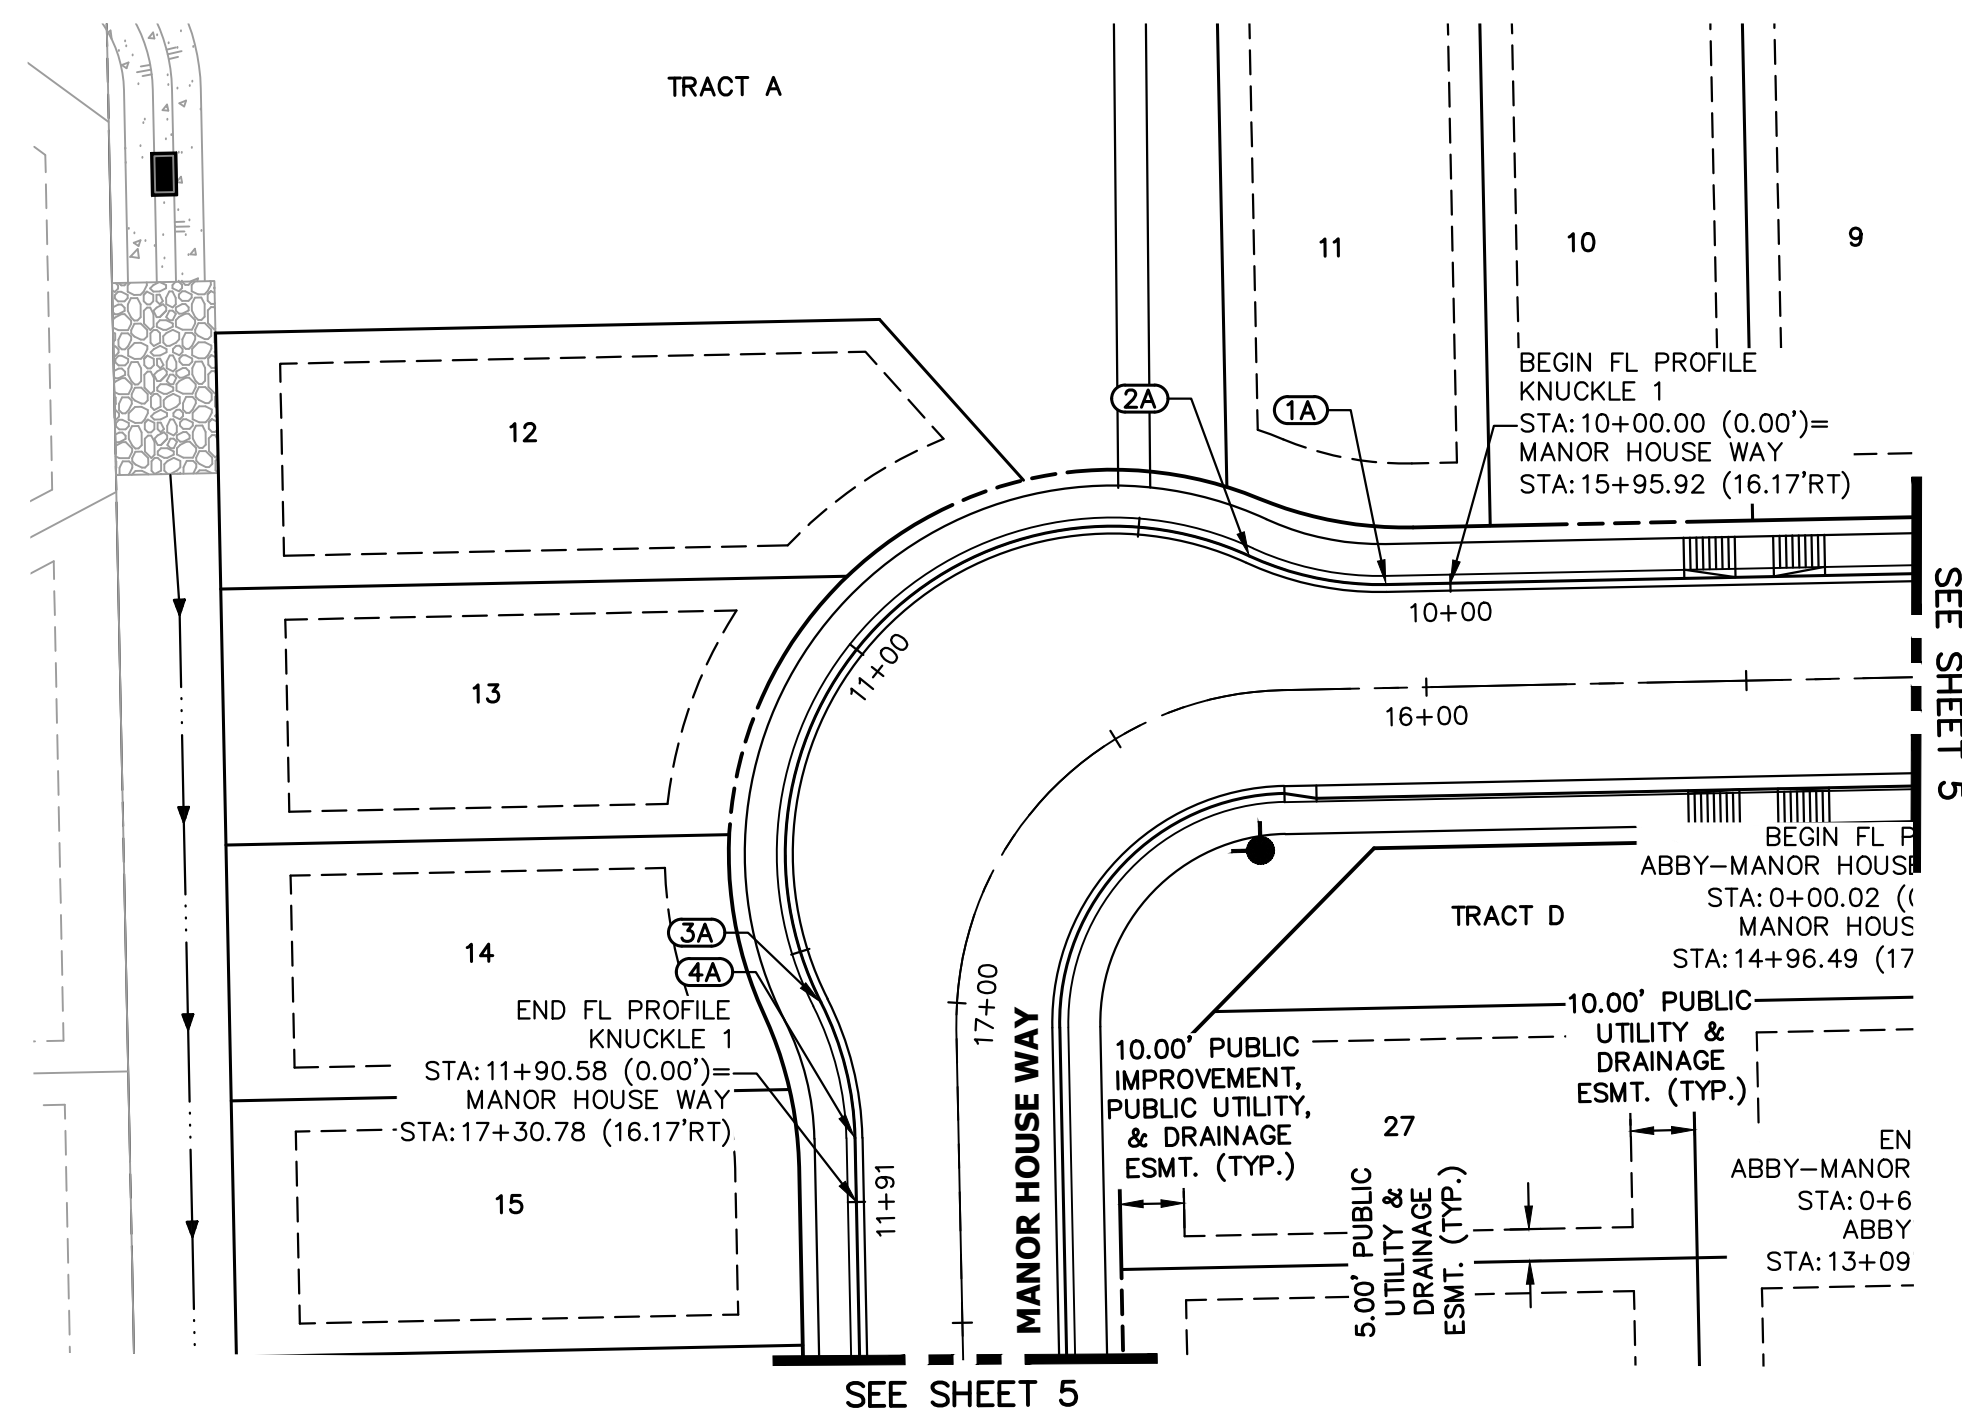 TRACT A
11
10
9
12
2A
1A
BEGIN FL PROFILE
KNUCKLE 1
STA:10+00.00 (0.00')=
MANOR HOUSE WAY
STA:15+95.92 (16.17'RT)
10+00
11+00
16+00
SEE SHEET 5
13
14
3A
4A
END FL PROFILE
KNUCKLE 1
STA:11+90.58 (0.00')=
MANOR HOUSE WAY
STA:17+30.78 (16.17'RT)
15
11+91
17+00
MANOR HOUSE WAY
BEGIN FL P
ABBY-MANOR HOUSE
STA:0+00.02 (
MANOR HOUS
STA:14+96.49 (17
TRACT D
10.00' PUBLIC
UTILITY &
DRAINAGE
ESMT. (TYP.)
10.00' PUBLIC
IMPROVEMENT,
PUBLIC UTILITY,
& DRAINAGE
ESMT. (TYP.)
27
5.00' PUBLIC
UTILITY &
DRAINAGE
ESMT. (TYP.)
EN
ABBY-MANOR
STA:0+6
ABBY
STA:13+09
SEE SHEET 5